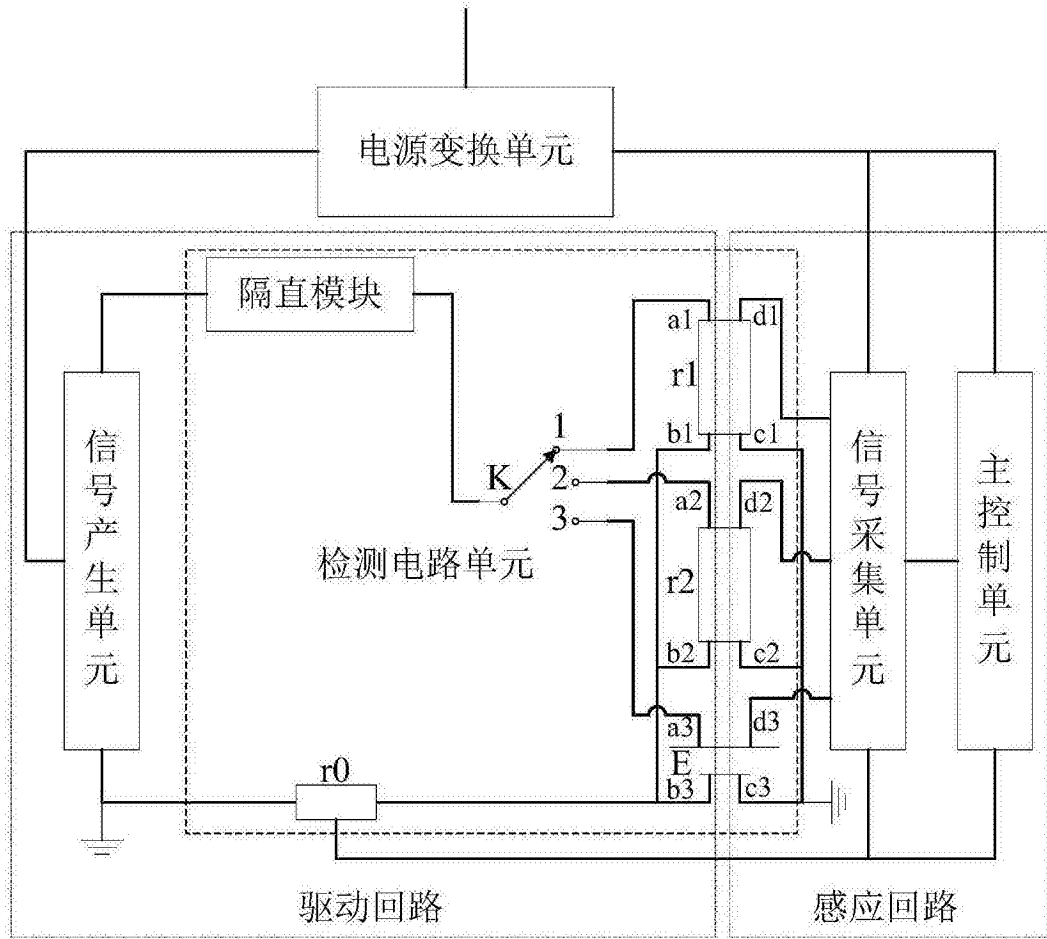 电源变换单元
隔直模块
a1
d1
r1
信号产生单元
1
b1
c1
信号采集单元
主控制单元
K
2
a2
d2
3
检测电路单元
r2
b2
c2
a3
d3
r0
E
b3
c3
驱动回路
感应回路